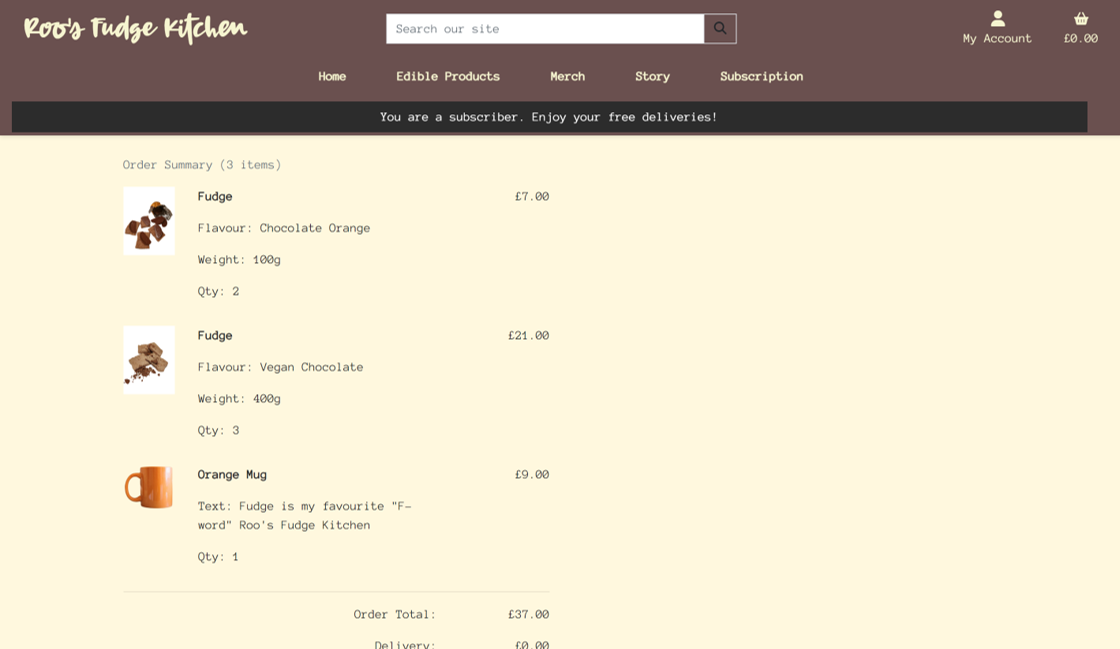 Roo's Fudge Kitchen
Search our site
My Account
£0.00
Home
Edible Products
Merch
Story
Subscription
You are a subscriber. Enjoy your free deliveries!
Order Summary (3 items)
Fudge £7.00
Flavour: Chocolate Orange
Weight: 100g
Qty: 2
Fudge £21.00
Flavour: Vegan Chocolate
Weight: 400g
Qty: 3
Orange Mug £9.00
Text: Fudge is my favourite "F-
word" Roo's Fudge Kitchen
Qty: 1
Order Total: £37.00
Delivery: £0.00